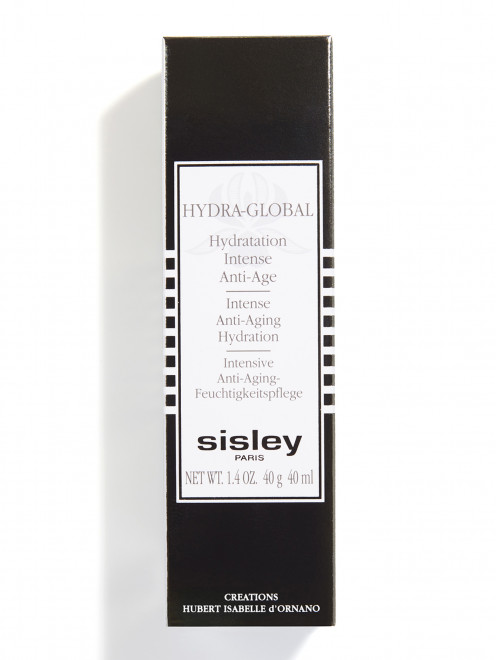 HYDRA-GLOBAL
Hydratation
Intense
Anti-Age
Intense
Anti-Aging
Hydration
Intensive
Anti-Aging-
Feuchtigkeitspflege
sisley
PARIS
NET WT. 1.4 OZ. 40 g 40 ml
CREATIONS
HUBERT ISABELLE d'ORNANO